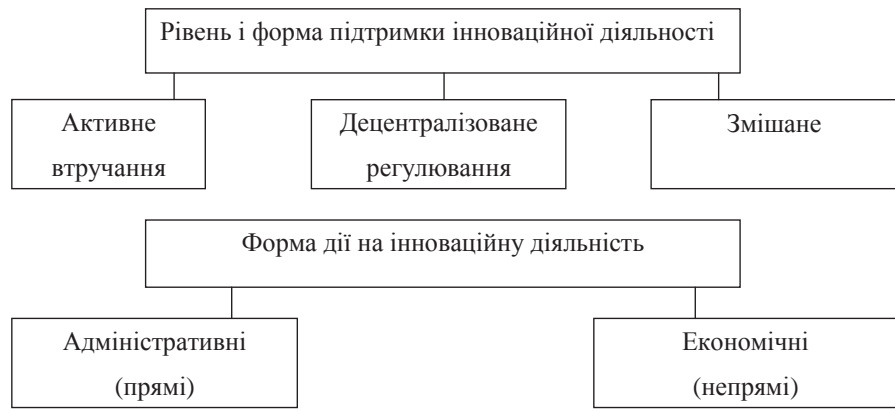 Рівень і форма підтримки інноваційної діяльності
Активне
втручання
Децентралізоване
регулювання
Змішане
Форма дії на інноваційну діяльність
Адміністративні
(прямі)
Економічні
(непрямі)